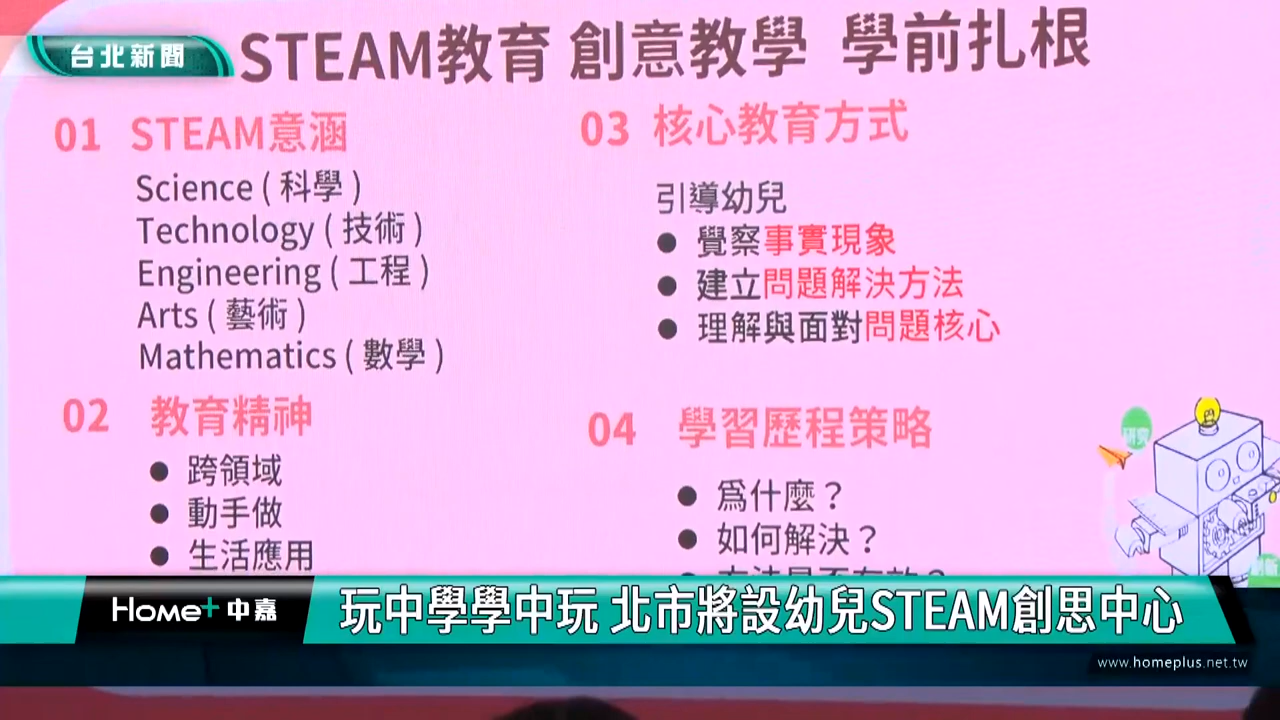 台北新聞
STEAM教育 創意教學 學前扎根
01 STEAM意涵
Science ( 科學 )
Technology ( 技術 )
Engineering ( 工程 )
Arts ( 藝術 )
Mathematics ( 數學 )
02 教育精神
● 跨領域
● 動手做
● 生活應用
03 核心教育方式
引導幼兒
● 覺察事實現象
● 建立問題解決方法
● 理解與面對問題核心
04 學習歷程策略
● 爲什麼？
● 如何解決？
研究
創新
Home+ 中嘉
玩中學學中玩 北市將設幼兒STEAM創思中心
www.homeplus.net.tw